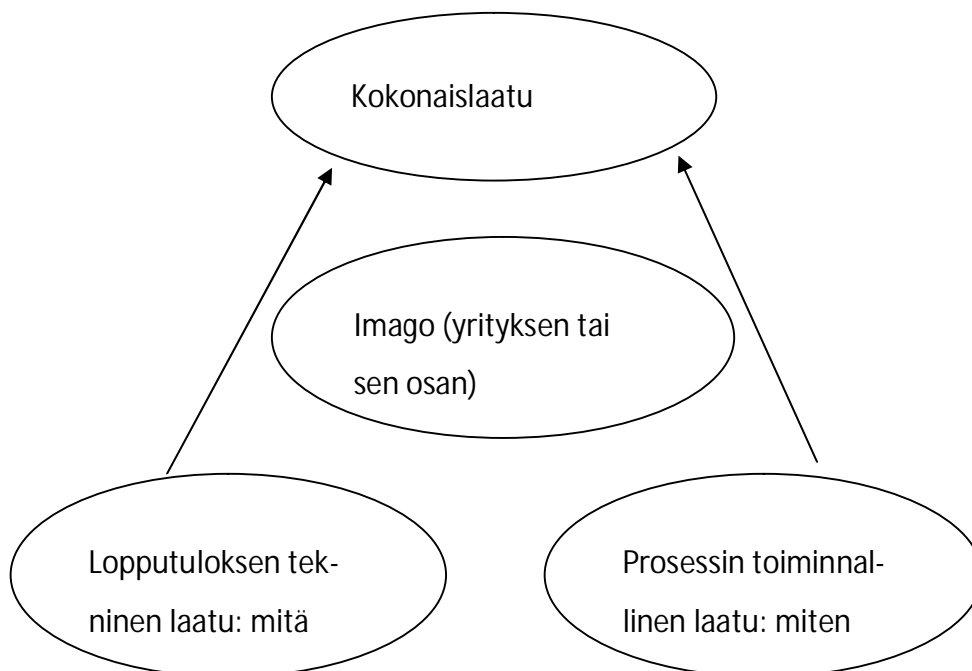 Kokonaislaatu
Imago (yrityksen tai
sen osan)
Lopputuloksen tek-
ninen laatu: mitä
Prosessin toiminnal-
linen laatu: miten